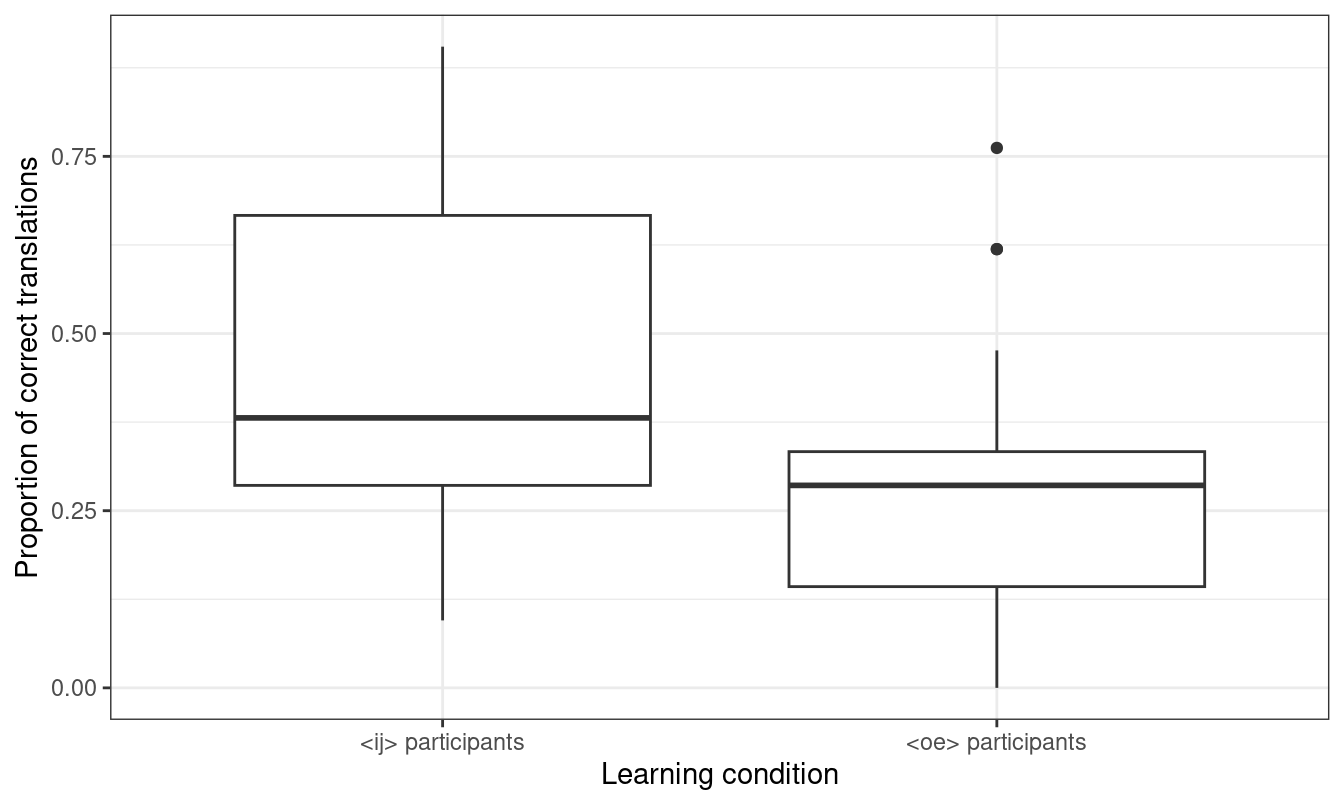 Proportion of correct translations
0.75
0.50
0.25
0.00
<ij> participants
<oe> participants
Learning condition